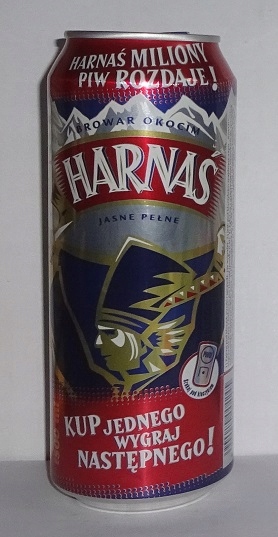 HARNAŚ MILIONY
PIW ROZDAJE!
BROWAR OKOCIM
HARNAŚ
JASNE PEŁNE
KUP JEDNEGO
WYGRAJ
NASTĘPNEGO!